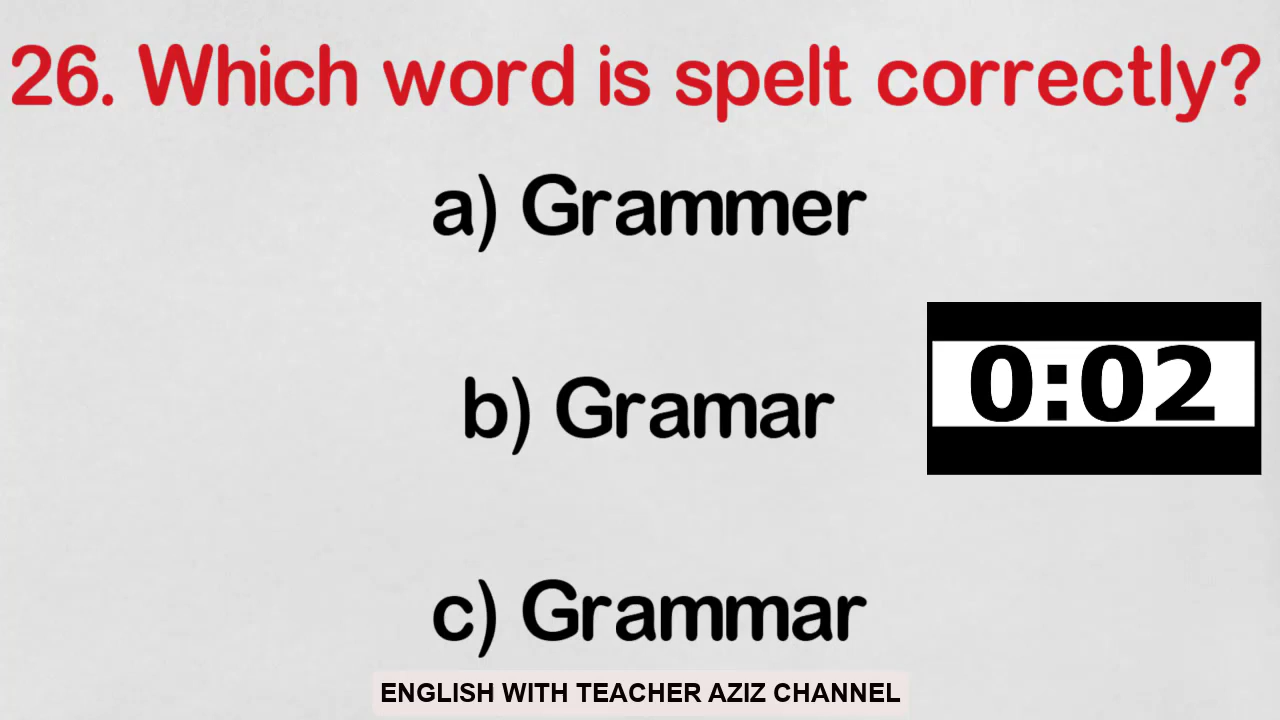 26. Which word is spelt correctly?
a) Grammer
b) Gramar
0:02
c) Grammar
ENGLISH WITH TEACHER AZIZ CHANNEL